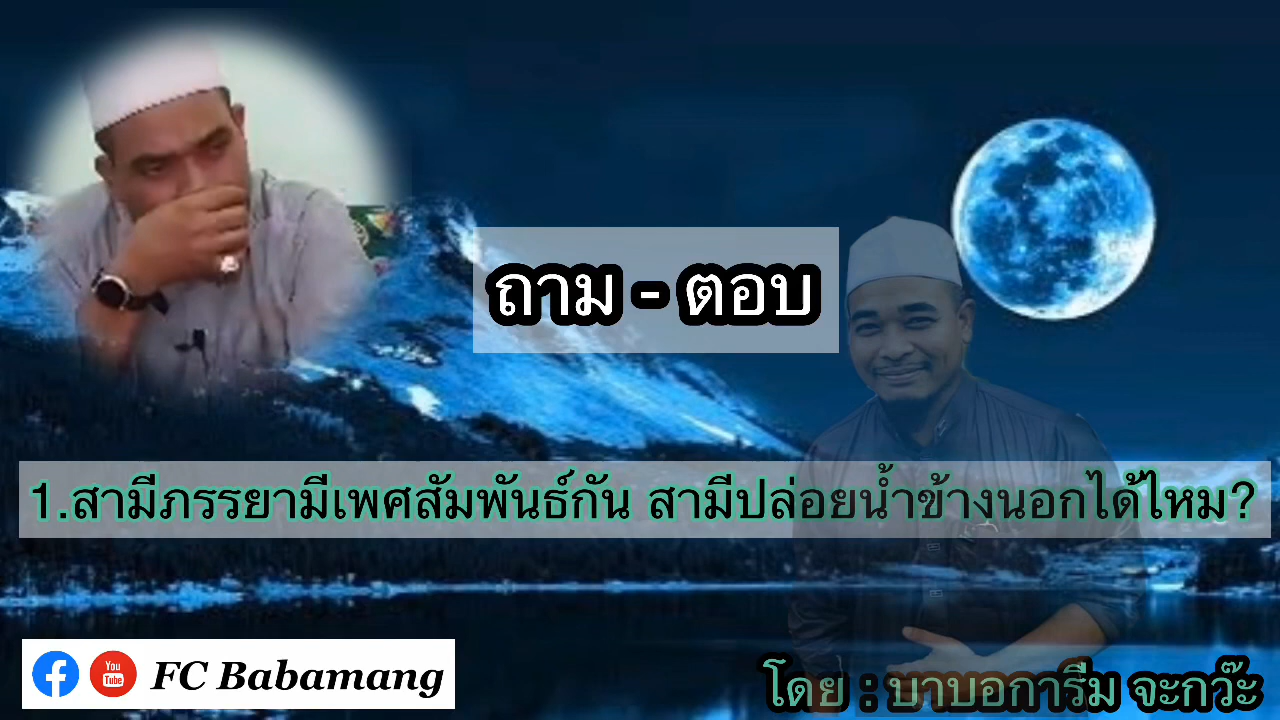 ถาม - ตอบ
1.สามีภรรยามีเพศสัมพันธ์กัน สามีปล่อยน้ำข้างนอกได้ไหม?
You Tube FC Babamang
โดย : บาบอการีม จะกว๊ะ